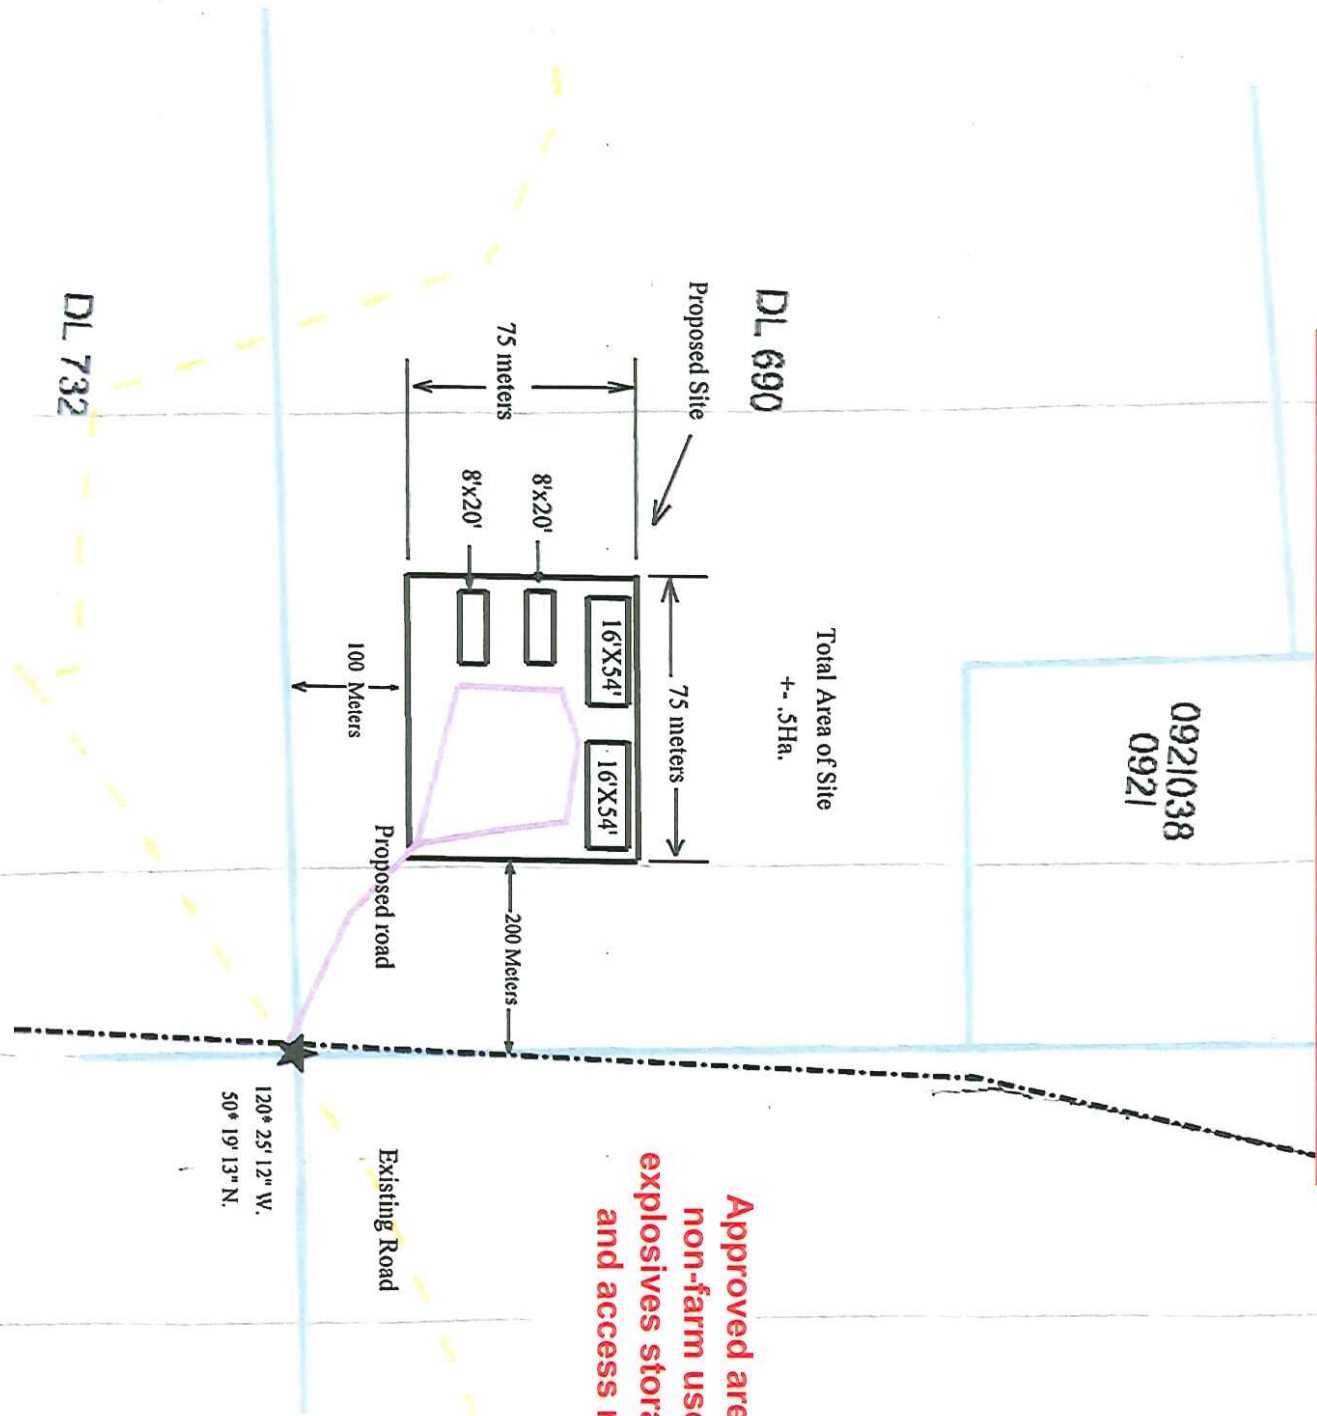 092I038
092I
DL 690
Proposed Site
Total Area of Site
+- .5Ha.
75 meters
75 meters
16'X54'
16'X54'
8'x20'
8'x20'
200 Meters
100 Meters
Proposed road
DL 732
Existing Road
120* 25' 12" W.
50* 19' 13" N.
Approved are
non-farm use
explosives stora
and access r